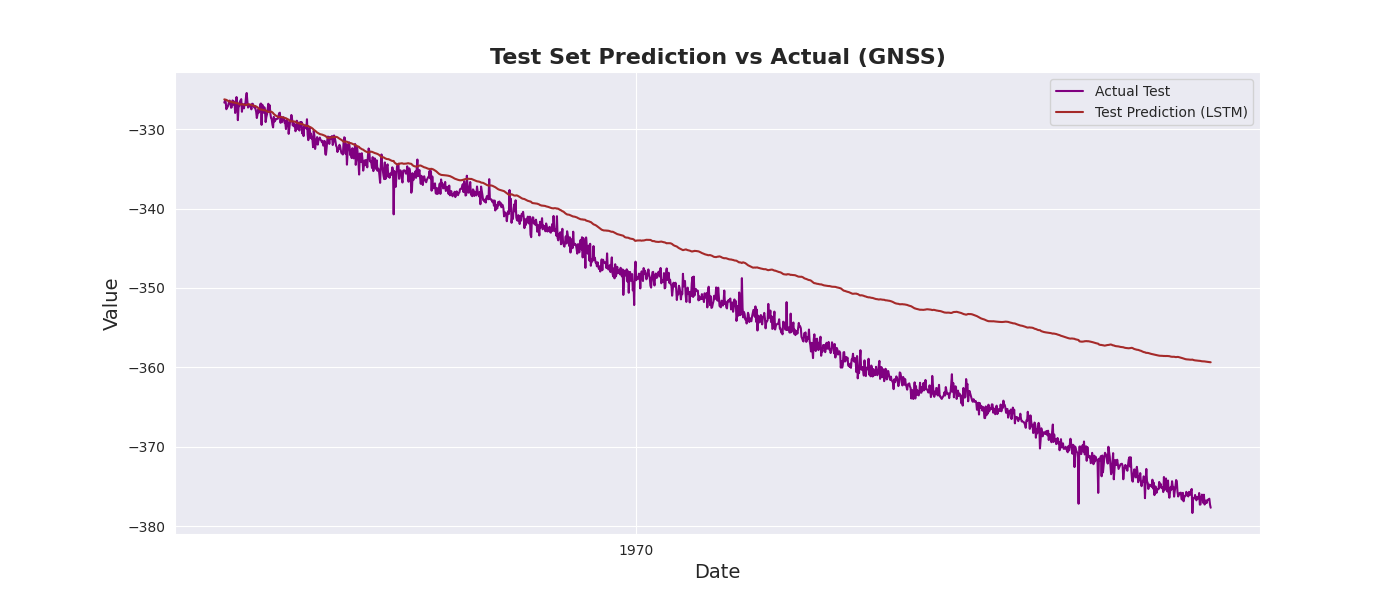 Test Set Prediction vs Actual (GNSS)
Actual Test
Test Prediction (LSTM)
Value
−330
−340
−350
−360
−370
−380
1970
Date